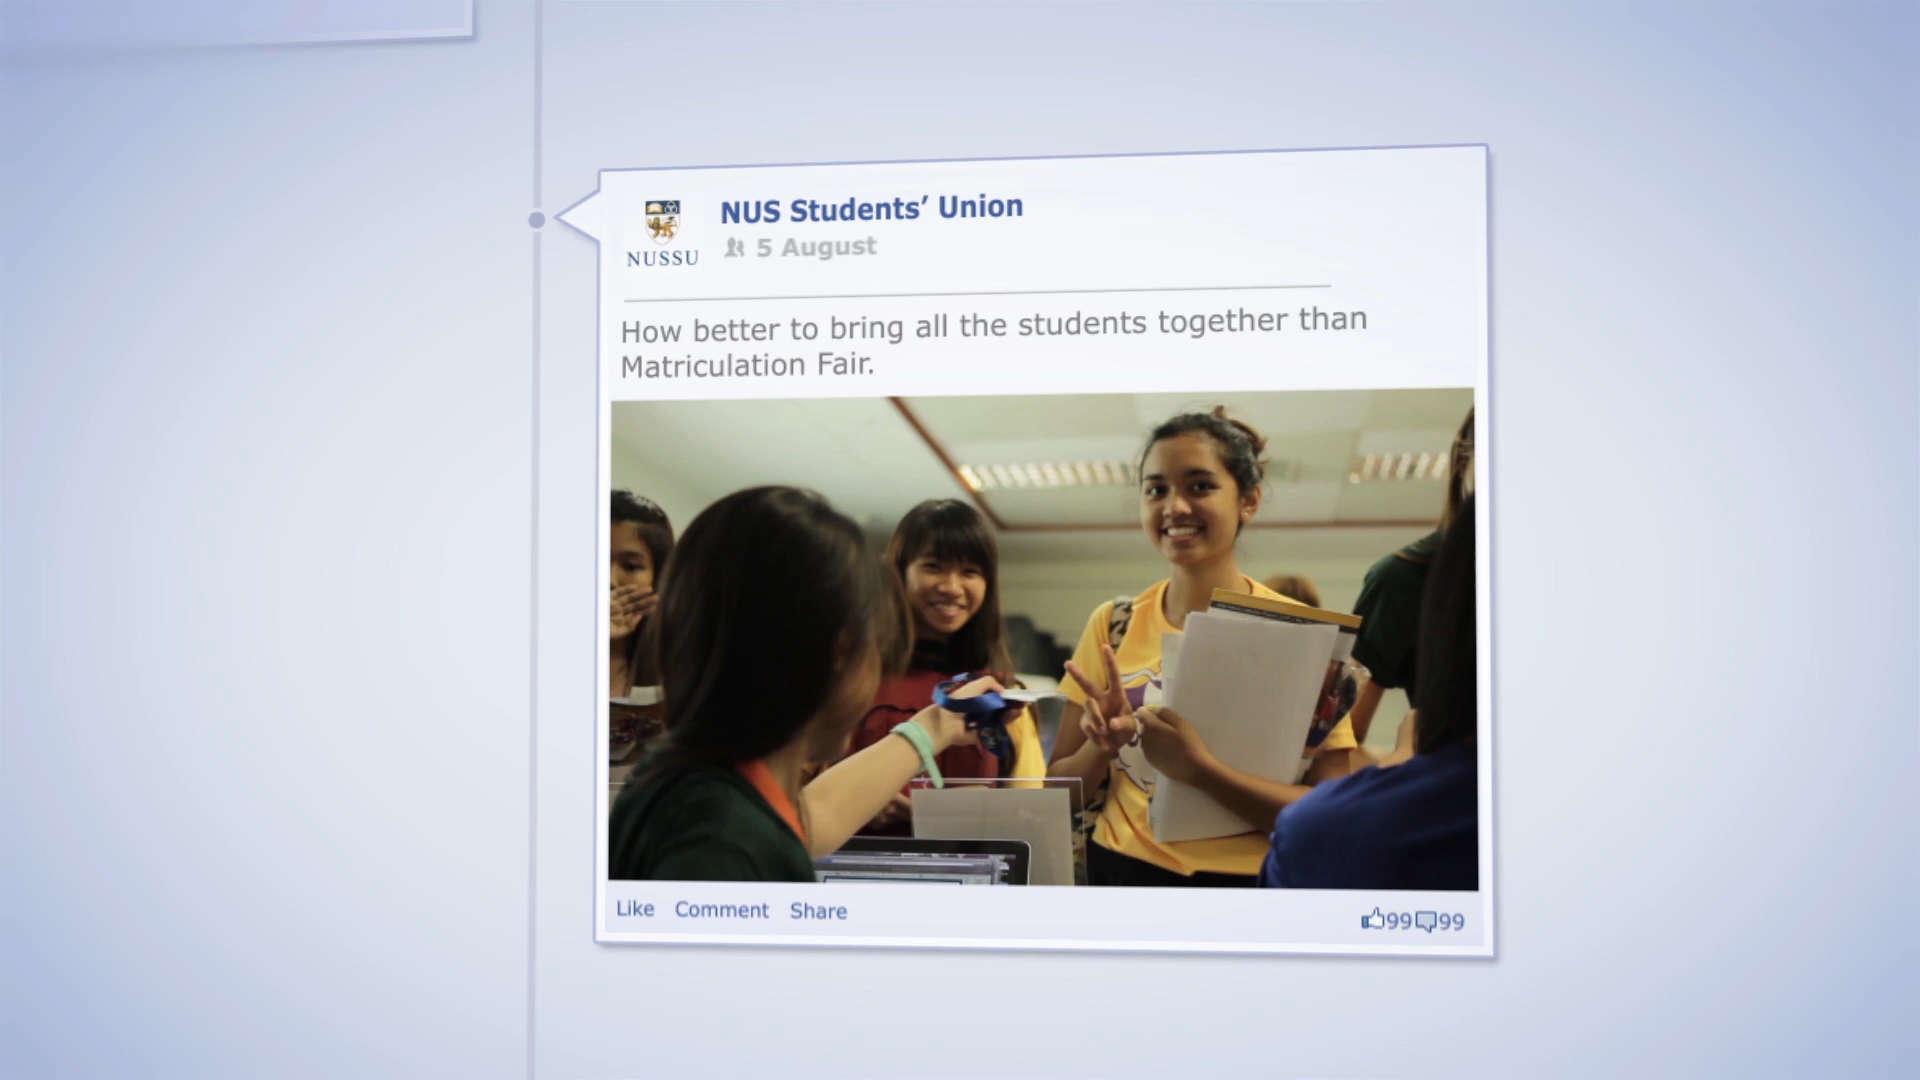 NUSSU
NUS Students’ Union
5 August
How better to bring all the students together than
Matriculation Fair.
Like Comment Share
99 99